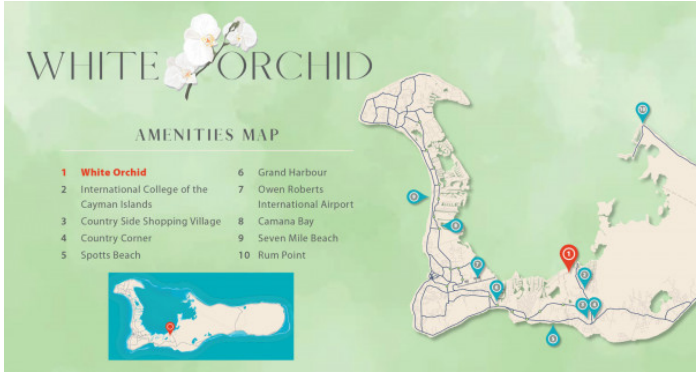 WHITE ORCHID
AMENITIES MAP
1 White Orchid
2 International College of the
Cayman Islands
3 Country Side Shopping Village
4 Country Corner
5 Spotts Beach
6 Grand Harbour
7 Owen Roberts
International Airport
8 Camana Bay
9 Seven Mile Beach
10 Rum Point
1
2